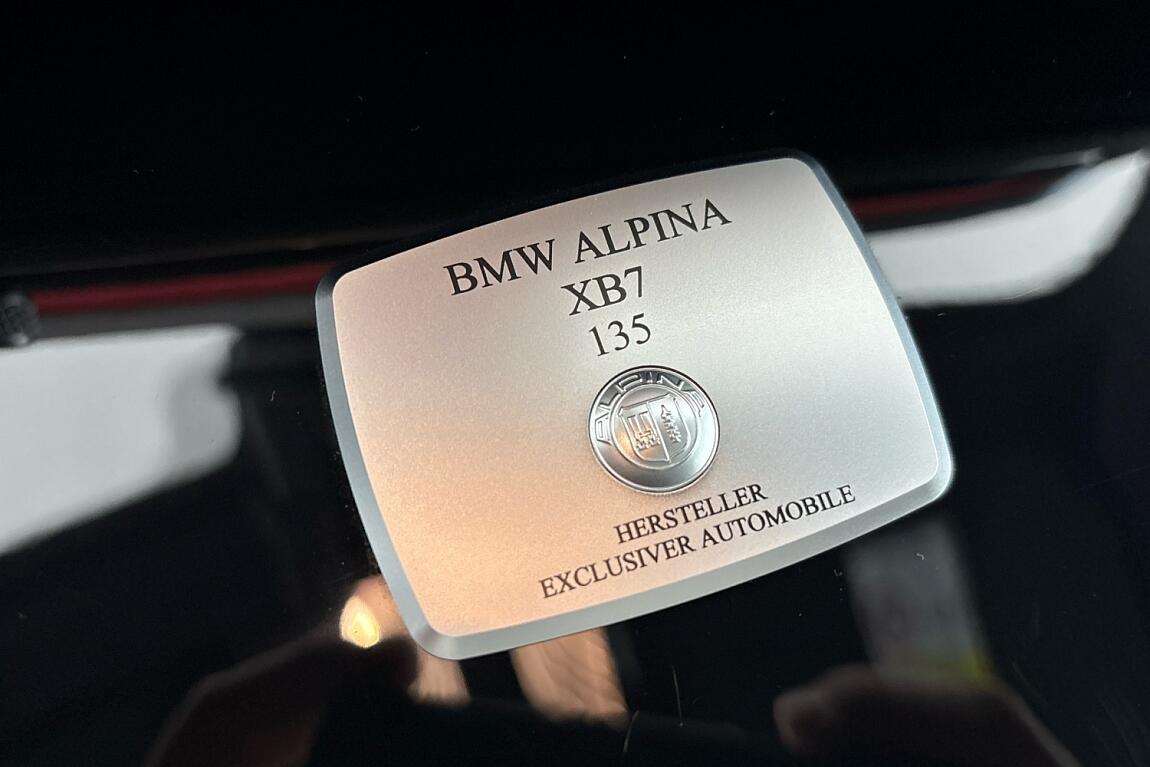 BMW ALPINA
XB7
135
ALPINA
HERSTELLER
EXCLUSIVER AUTOMOBILE